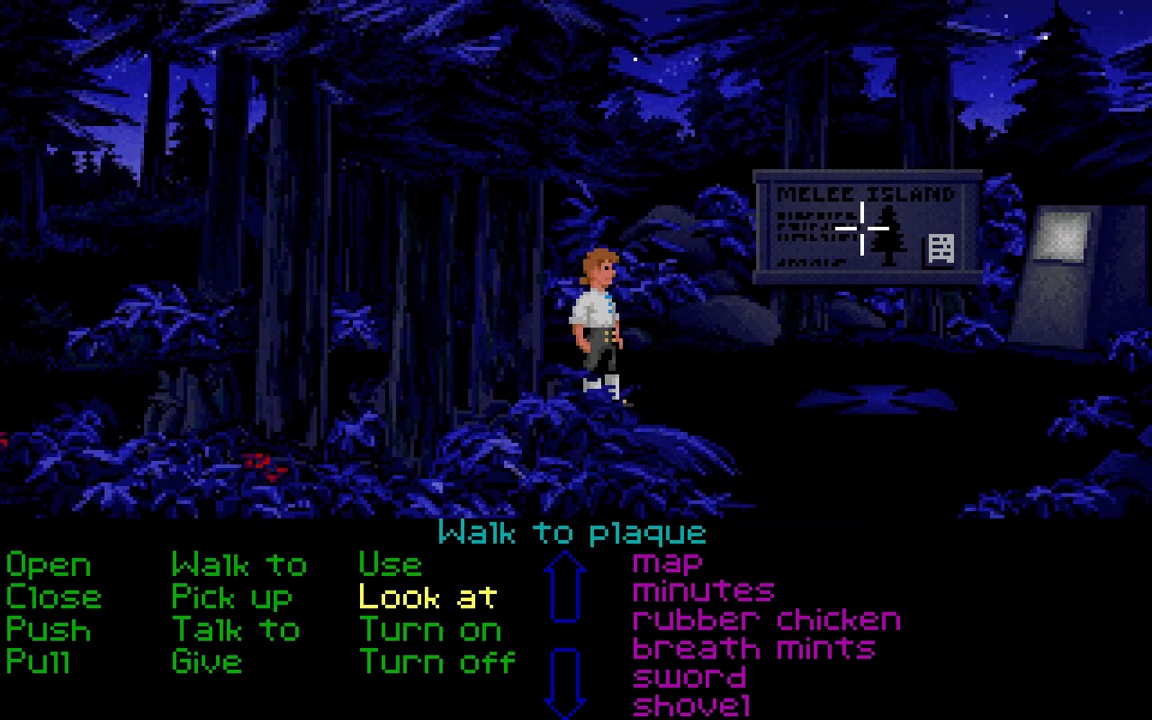 MELEE ISLAND
Walk to plaque
Open Walk to Use
Close Pick up Look at
Push Talk to Turn on
Pull Give Turn off
map
minutes
rubber chicken
breath mints
sword
shovel